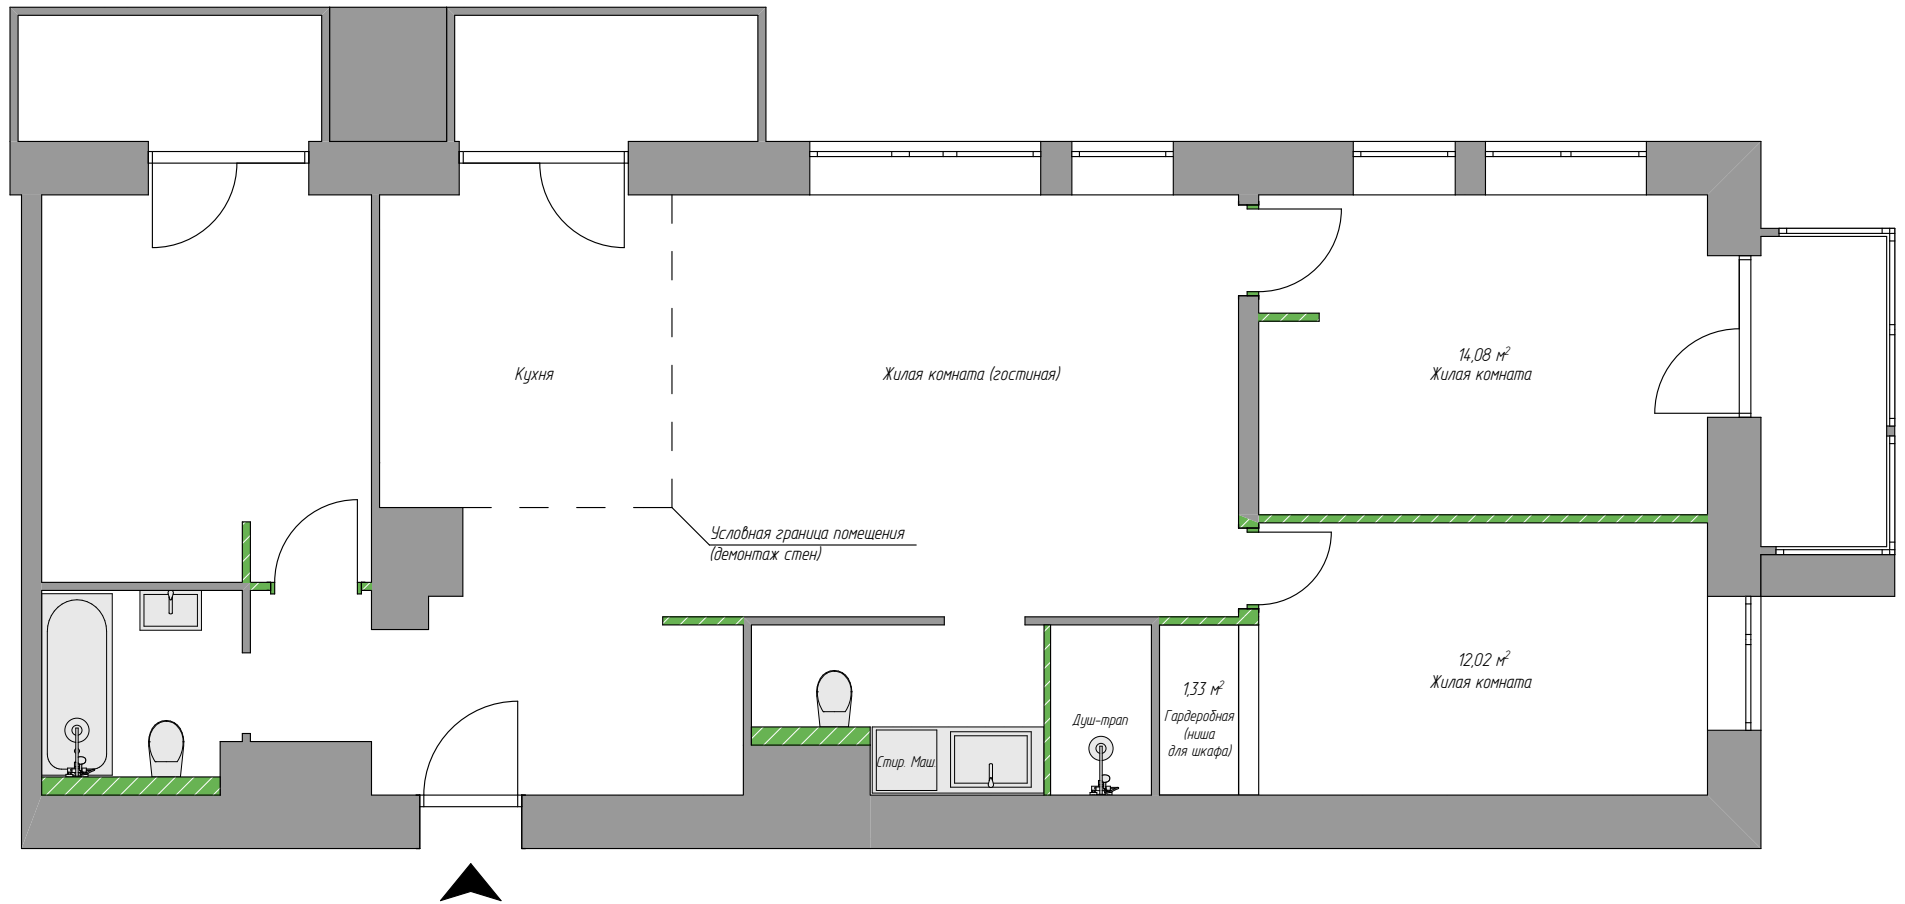 Кухня
Жилая комната (гостиная)
14,08 м²
Жилая комната
Условная граница помещения
(демонтаж стен)
12,02 м²
Жилая комната
1,33 м²
Гардеробная
(ниша
для шкафа)
Душ-трап
Стир. Маш.